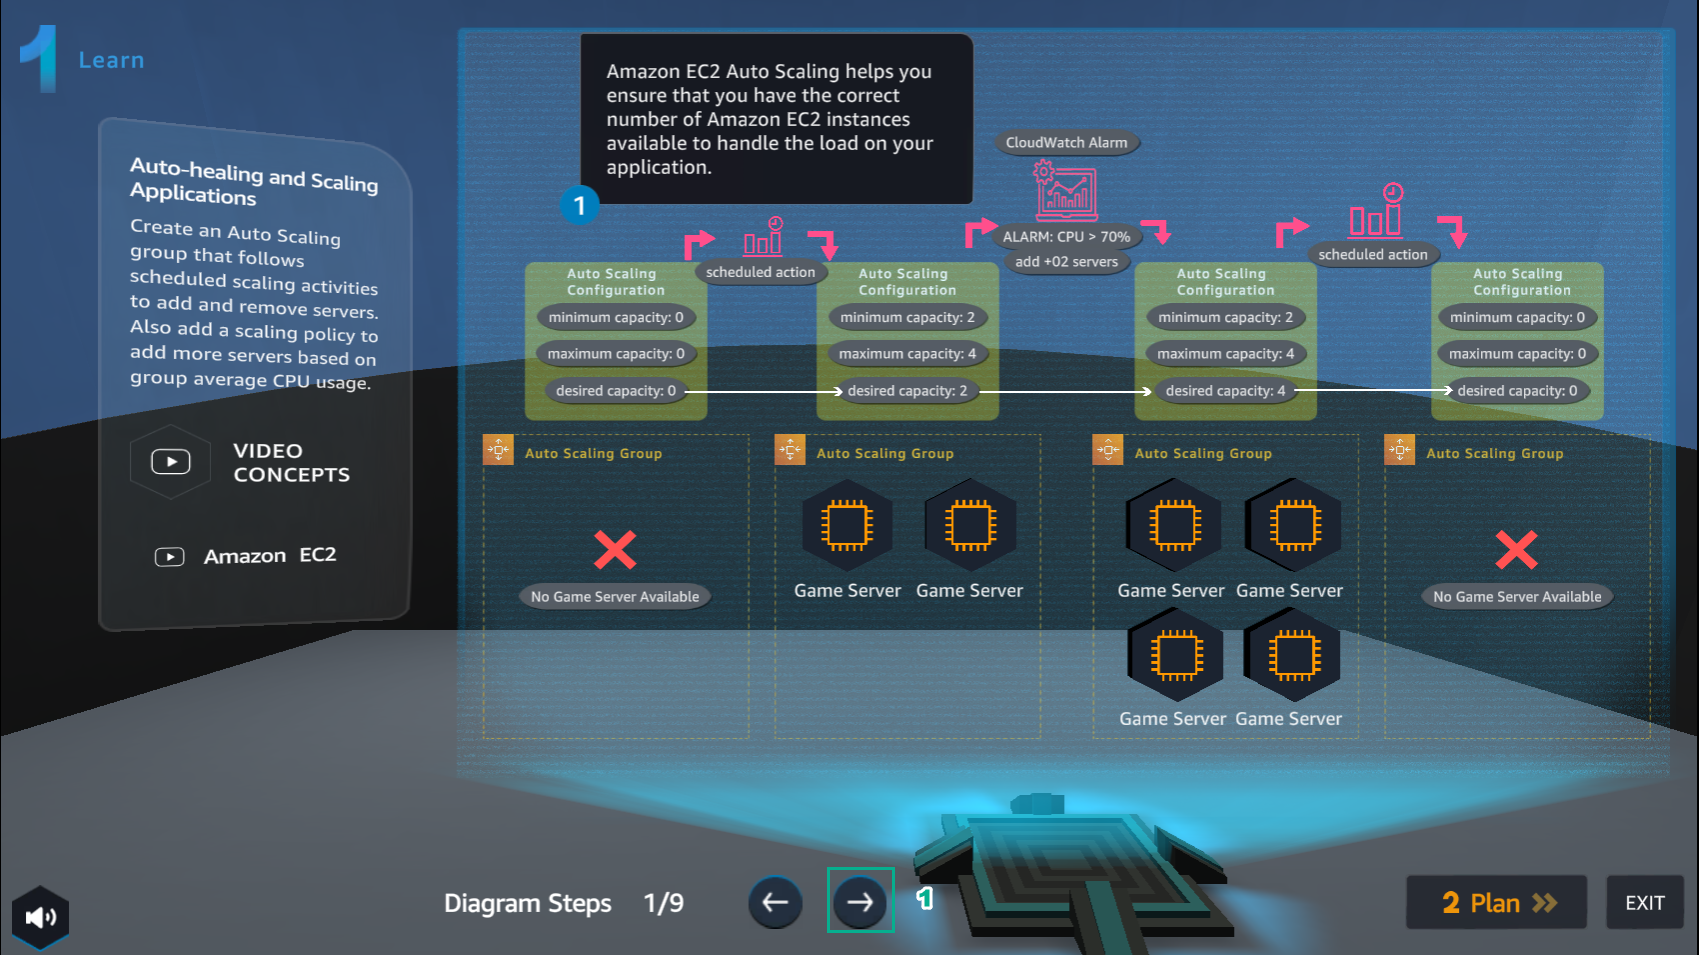 1 Learn
Auto-healing and Scaling
Applications
Create an Auto Scaling
group that follows
scheduled scaling activities
to add and remove servers.
Also add a scaling policy to
add more servers based on
group average CPU usage.
VIDEO
CONCEPTS
Amazon EC2
Amazon EC2 Auto Scaling helps you
ensure that you have the correct
number of Amazon EC2 instances
available to handle the load on your
application.
1
CloudWatch Alarm
ALARM: CPU > 70%
add +02 servers
scheduled action
scheduled action
Auto Scaling
Configuration
minimum capacity: 0
maximum capacity: 0
desired capacity: 0
Auto Scaling
Configuration
minimum capacity: 2
maximum capacity: 4
desired capacity: 2
Auto Scaling
Configuration
minimum capacity: 2
maximum capacity: 4
desired capacity: 4
Auto Scaling
Configuration
minimum capacity: 0
maximum capacity: 0
desired capacity: 0
Auto Scaling Group
No Game Server Available
Auto Scaling Group
Game Server Game Server
Auto Scaling Group
Game Server Game Server
Game Server Game Server
Auto Scaling Group
No Game Server Available
Diagram Steps 1/9
1
2 Plan
EXIT